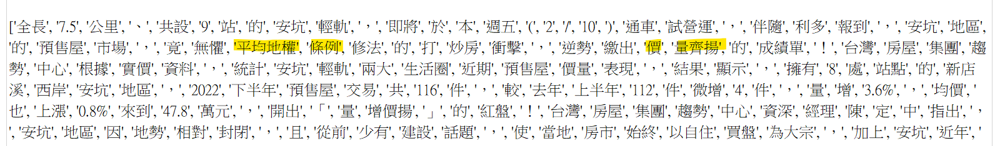 ['全長', '7.5', '公里', '、', '共設', '9', '站', '的', '安坑', '輕軌', '，', '即將', '於', '本', '週五', '(', '2', '/', '10', ')', '通車', '試營運', '，', '伴隨', '利多', '報到', '，', '安坑', '地區',
'的', '預售屋', '市場', '，', '竟', '無懼', '平均地權', '條例', '修法', '的', '打', '炒房', '衝擊', '，', '逆勢', '繳出', '價', '量齊揚', '的', '成績單', '！', '台灣', '房屋', '集團', '趨
勢', '中心', '根據', '實價', '資料', '，', '統計', '安坑', '輕軌', '兩大', '生活圈', '近期', '預售屋', '價量', '表現', '，', '結果', '顯示', '，', '擁有', '8', '處', '站點', '的', '新店
溪', '西岸', '安坑', '地區', '，', '2022', '下半年', '預售屋', '交易', '共', '116', '件', '，', '較', '去年', '上半年', '112', '件', '微增', '4', '件', '，', '量', '增', '3.6%', '，', '均價', '
也', '上漲', '0.8%', '來到', '47.8', '萬元', '，', '開出', '「', '量', '增價揚', '」', '的', '紅盤', '！', '台灣', '房屋', '集團', '趨勢', '中心', '資深', '經理', '陳', '定', '中', '指出', '，
', '安坑', '地區', '因', '地勢', '相對', '封閉', '，', '且', '從前', '少有', '建設', '話題', '，', '使', '當地', '房市', '始終', '以自住', '買盤', '為大宗', '，', '加上', '安坑', '近年', '